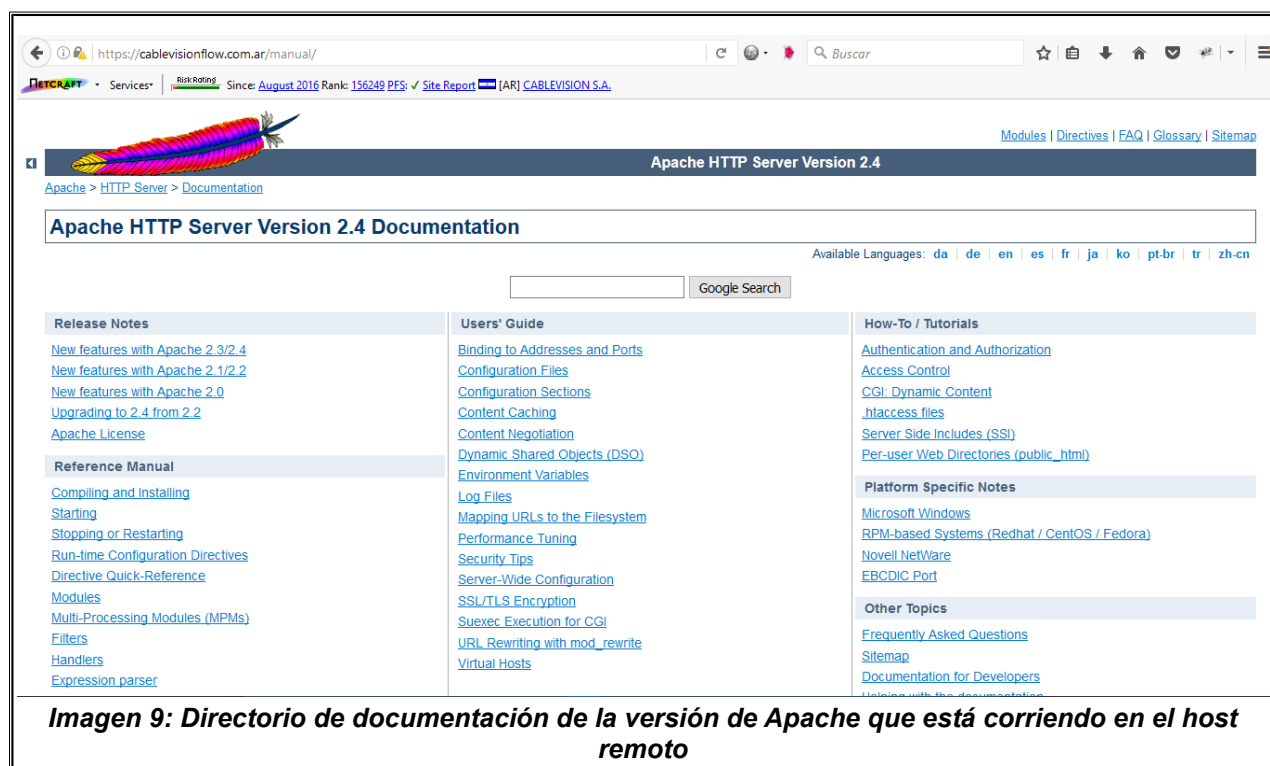 https://cablevisionflow.com.ar/manual/
Buscar
NETCRAFT Services Risk Rating Since: August 2016 Rank: 156249 PFS: ✓ Site Report [AR] CABLEVISION S.A.
Modules | Directives | FAQ | Glossary | Sitemap
Apache HTTP Server Version 2.4
Apache > HTTP Server > Documentation
Apache HTTP Server Version 2.4 Documentation
Available Languages: da | de | en | es | fr | ja | ko | pt-br | tr | zh-cn
Google Search
Release Notes
New features with Apache 2.3/2.4
New features with Apache 2.1/2.2
New features with Apache 2.0
Upgrading to 2.4 from 2.2
Apache License
Reference Manual
Compiling and Installing
Starting
Stopping or Restarting
Run-time Configuration Directives
Directive Quick-Reference
Modules
Multi-Processing Modules (MPMs)
Filters
Handlers
Expression parser
Users' Guide
Binding to Addresses and Ports
Configuration Files
Configuration Sections
Content Caching
Content Negotiation
Dynamic Shared Objects (DSO)
Environment Variables
Log Files
Mapping URLs to the Filesystem
Performance Tuning
Security Tips
Server-Wide Configuration
SSL/TLS Encryption
Suexec Execution for CGI
URL Rewriting with mod_rewrite
Virtual Hosts
How-To / Tutorials
Authentication and Authorization
Access Control
CGI: Dynamic Content
.htaccess files
Server Side Includes (SSI)
Per-user Web Directories (public_html)
Platform Specific Notes
Microsoft Windows
RPM-based Systems (Redhat / CentOS / Fedora)
Novell NetWare
EBCDIC Port
Other Topics
Frequently Asked Questions
Sitemap
Documentation for Developers
Helping with the documentation
Imagen 9: Directorio de documentación de la versión de Apache que está corriendo en el host
remoto